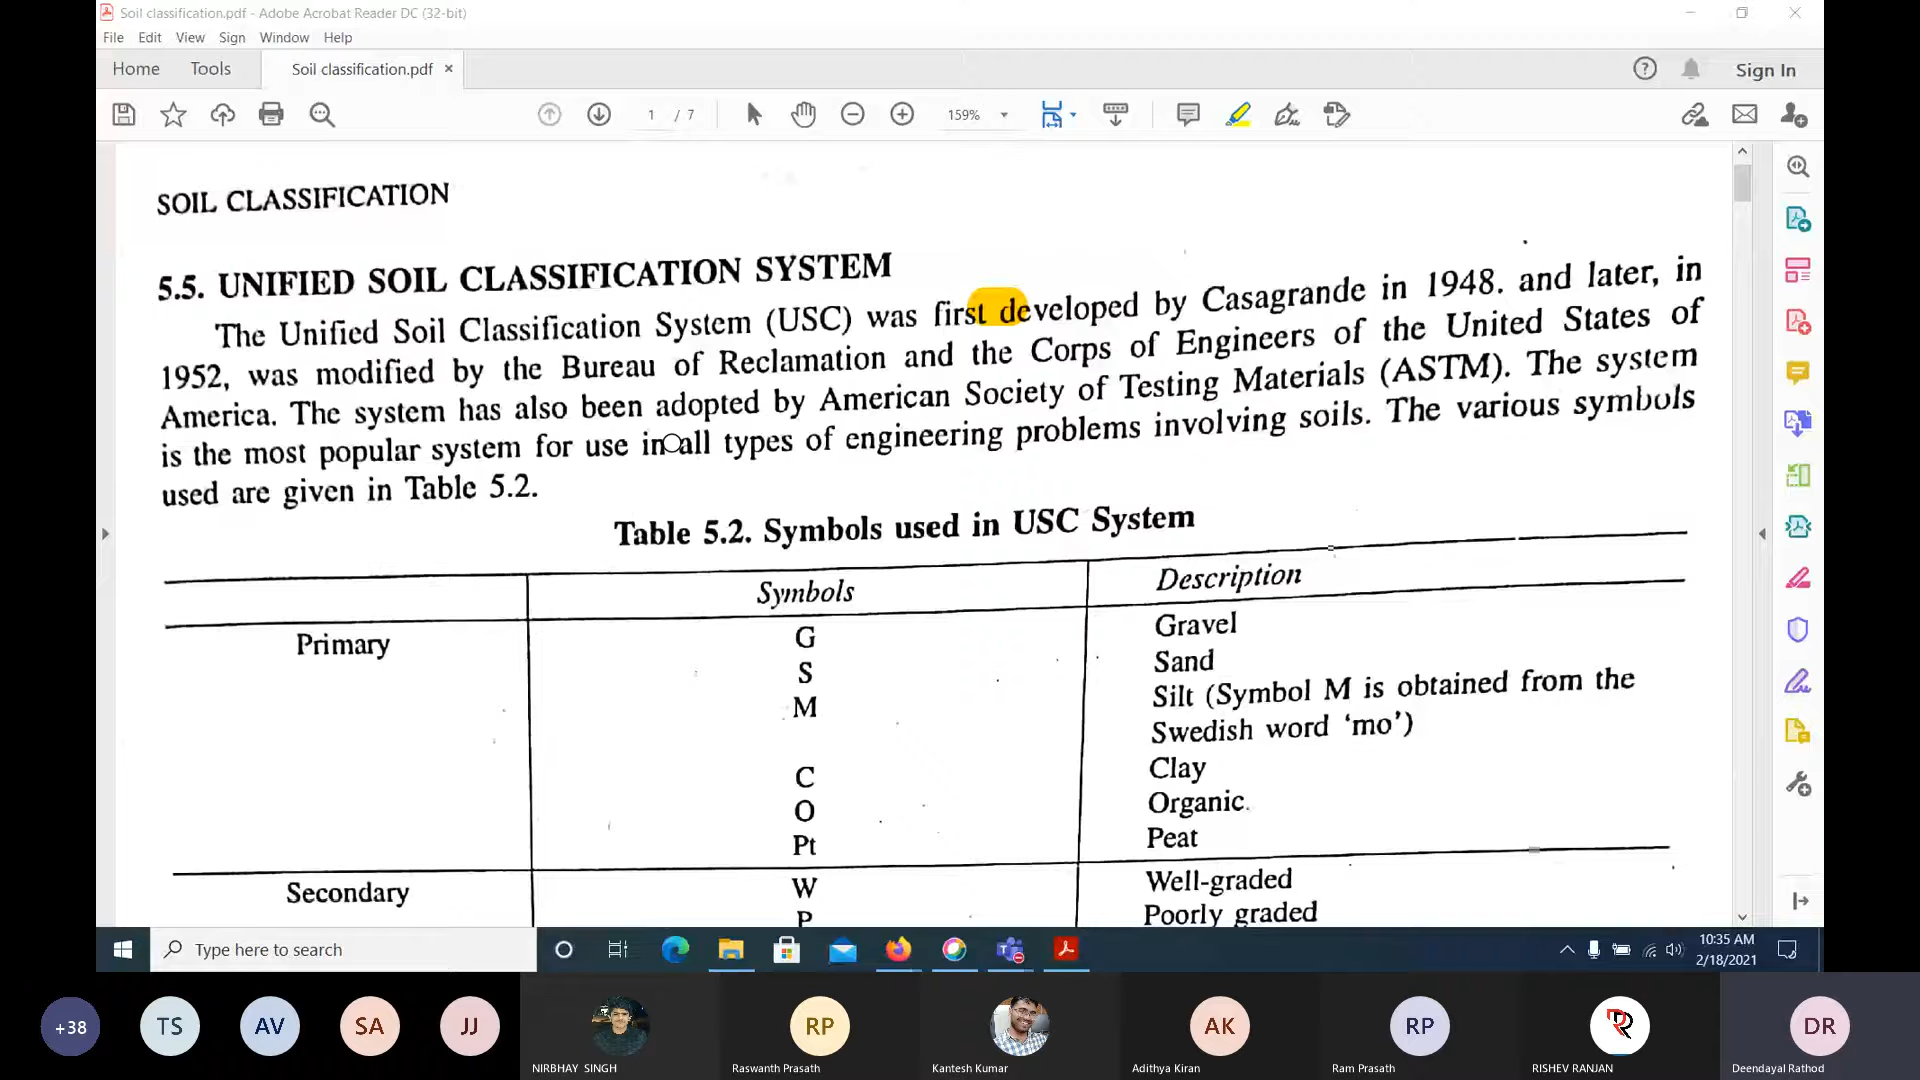 Soil classification.pdf - Adobe Acrobat Reader DC (32-bit)
File Edit View Sign Window Help
Home Tools Soil classification.pdf × Sign In
1 / 7 159%
SOIL CLASSIFICATION
5.5. UNIFIED SOIL CLASSIFICATION SYSTEM
The Unified Soil Classification System (USC) was first developed by Casagrande in 1948. and later, in
1952, was modified by the Bureau of Reclamation and the Corps of Engineers of the United States of
America. The system has also been adopted by American Society of Testing Materials (ASTM). The system
is the most popular system for use in all types of engineering problems involving soils. The various symbols
used are given in Table 5.2.
Table 5.2. Symbols used in USC System
Symbols Description
Primary G Gravel
S Sand
M Silt (Symbol M is obtained from the
Swedish word ‘mo’)
C Clay
O Organic.
Pt Peat
Secondary W Well-graded
P Poorly graded
Type here to search
10:35 AM
2/18/2021
+38 TS AV SA JJ RP AK RP R DR
NIRBHAY SINGH Raswanth Prasath Kantesh Kumar Adithya Kiran Ram Prasath RISHEV RANJAN Deendayal Rathod